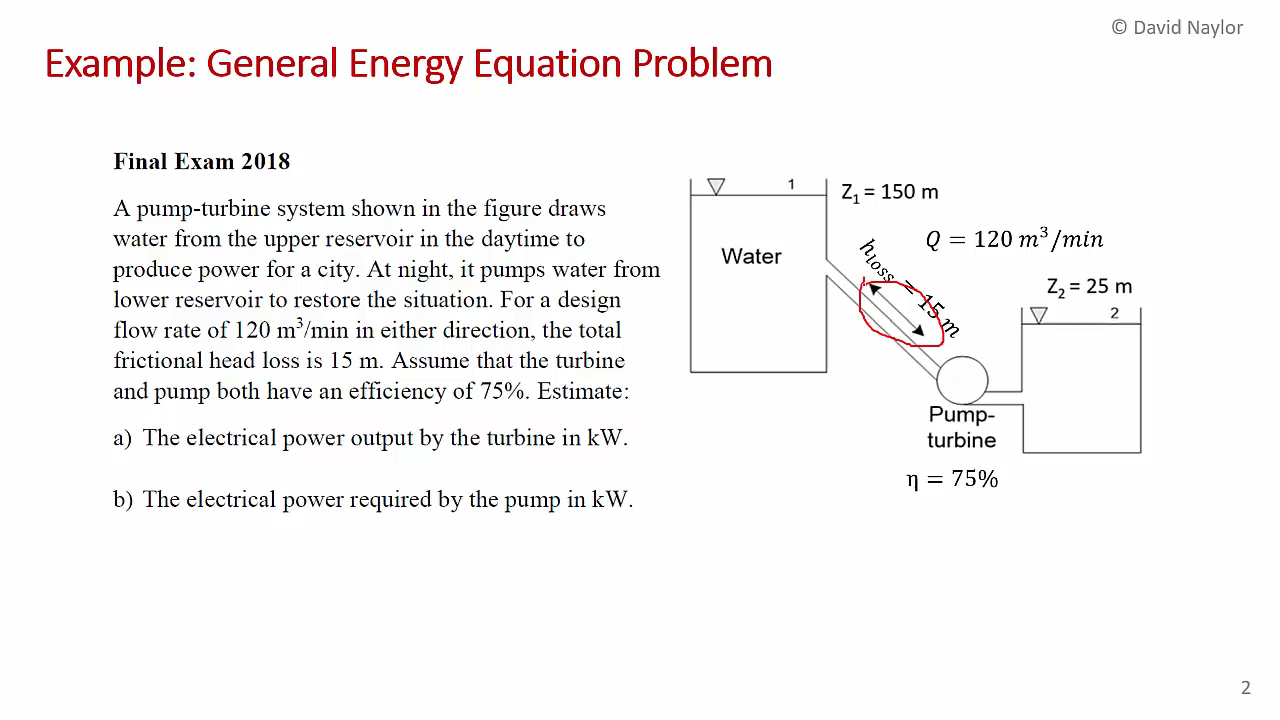 © David Naylor
Example: General Energy Equation Problem
Final Exam 2018
A pump-turbine system shown in the figure draws
water from the upper reservoir in the daytime to
produce power for a city. At night, it pumps water from
lower reservoir to restore the situation. For a design
flow rate of 120 m³/min in either direction, the total
frictional head loss is 15 m. Assume that the turbine
and pump both have an efficiency of 75%. Estimate:
a) The electrical power output by the turbine in kW.
b) The electrical power required by the pump in kW.
1
Z₁ = 150 m
Water
Q = 120 m³/min
h_loss = 15 m
Z₂ = 25 m
2
Pump-
turbine
η = 75%
2